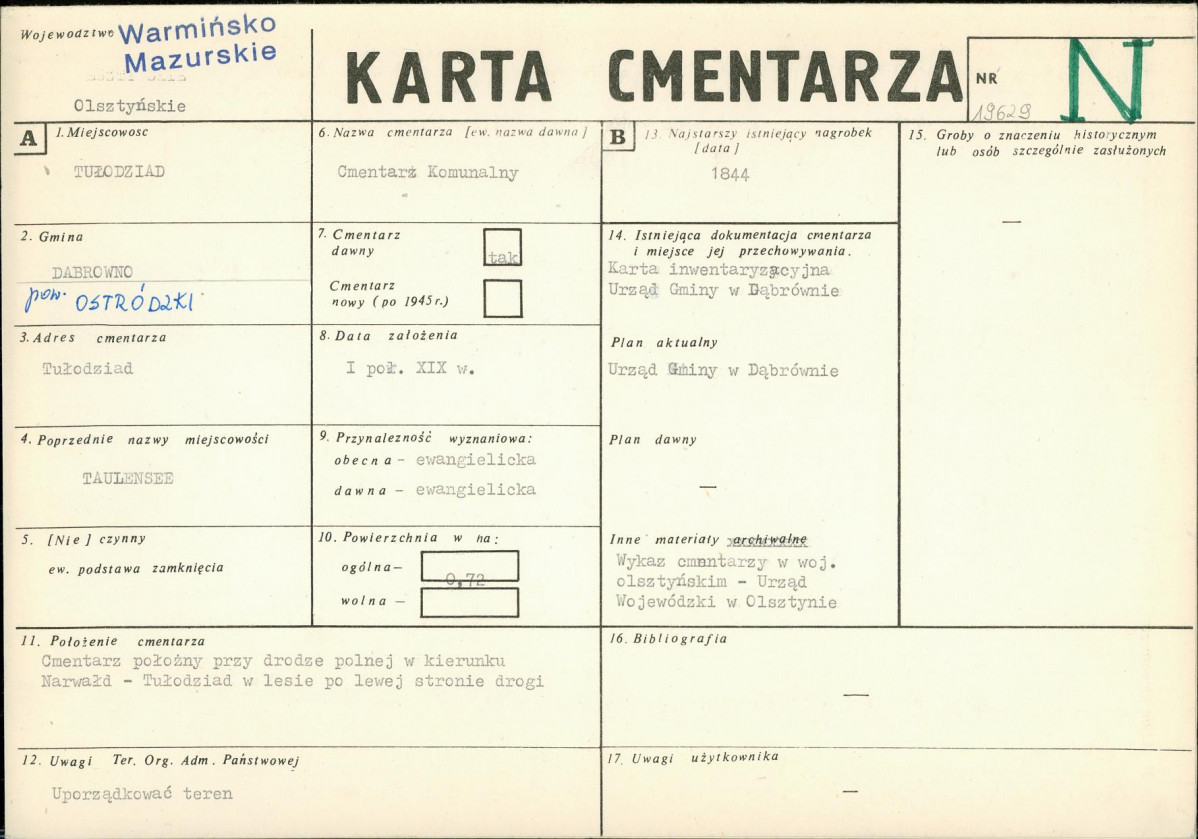 Województwo Warmińsko
Mazurskie
Olsztyńskie
KARTA CMENTARZA
NR
19629
N
A
1. Miejscowosc
TUŁODZIAD
2. Gmina
DABROWNO
pow. OSTRÓDZKI
3. Adres cmentarza
Tułodziad
4. Poprzednie nazwy miejscowości
TAULENSEE
5. [Nie] czynny
ew. podstawa zamknięcia
6. Nazwa cmentarza [ew. nazwa dawna]
Cmentarz Komunalny
7. Cmentarz
dawny
tak
Cmentarz
nowy (po 1945 r.)
8. Data założenia
I poł. XIX w.
9. Przynalezność wyznaniowa:
obecna - ewangielicka
dawna - ewangielicka
10. Powierzchnia w ha:
ogólna - 0,72
wolna -
11. Położenie cmentarza
Cmentarz położny przy drodze polnej w kierunku
Narwałd - Tułodziad w lesie po lewej stronie drogi
12. Uwagi Ter. Org. Adm. Państwowej
Uporządkować teren
B
13. Najstarszy istniejący nagrobek
[data]
1844
14. Istniejąca dokumentacja cmentarza
i miejsce jej przechowywania.
Karta inwentaryzacyjna
Urząd Gminy w Dąbrównie
Plan aktualny
Urząd Gminy w Dąbrównie
Plan dawny
—
Inne materiały archiwalne
Wykaz cmentarzy w woj.
olsztyńskim - Urząd
Wojewódzki w Olsztynie
15. Groby o znaczeniu historycznym
lub osób szczególnie zasłużonych
—
16. Bibliografia
—
17. Uwagi użytkownika
—